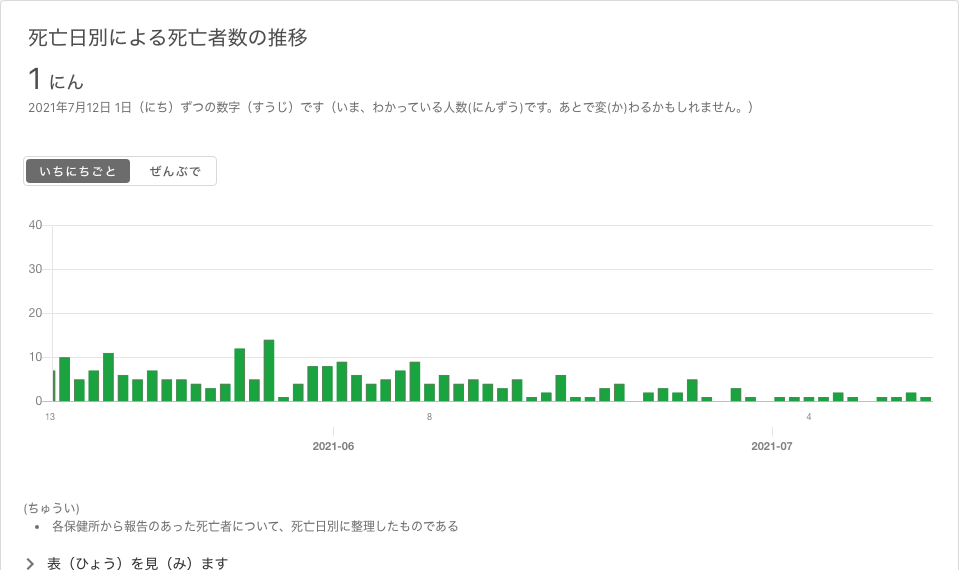 死亡日別による死亡者数の推移
1 にん
2021年7月12日 1日（にち）ずつの数字（すうじ）です（いま、わかっている人数(にんずう)です。あとで変(か)わるかもしれません。）
いちにちごと ぜんぶで
40
30
20
10
0
13 8 4
2021-06 2021-07
(ちゅうい)
• 各保健所から報告のあった死亡者について、死亡日別に整理したものである
表（ひょう）を見（み）ます